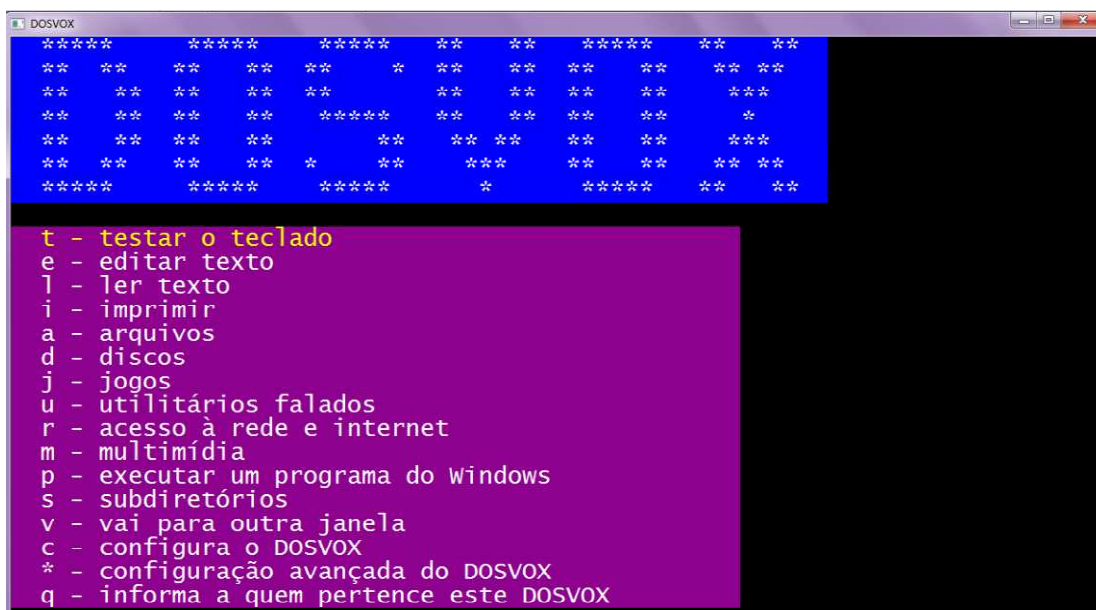 DOSVOX
DOSVOX
t - testar o teclado
e - editar texto
l - ler texto
i - imprimir
a - arquivos
d - discos
j - jogos
u - utilitários falados
r - acesso à rede e internet
m - multimídia
p - executar um programa do Windows
s - subdiretórios
v - vai para outra janela
c - configura o DOSVOX
* - configuração avançada do DOSVOX
q - informa a quem pertence este DOSVOX